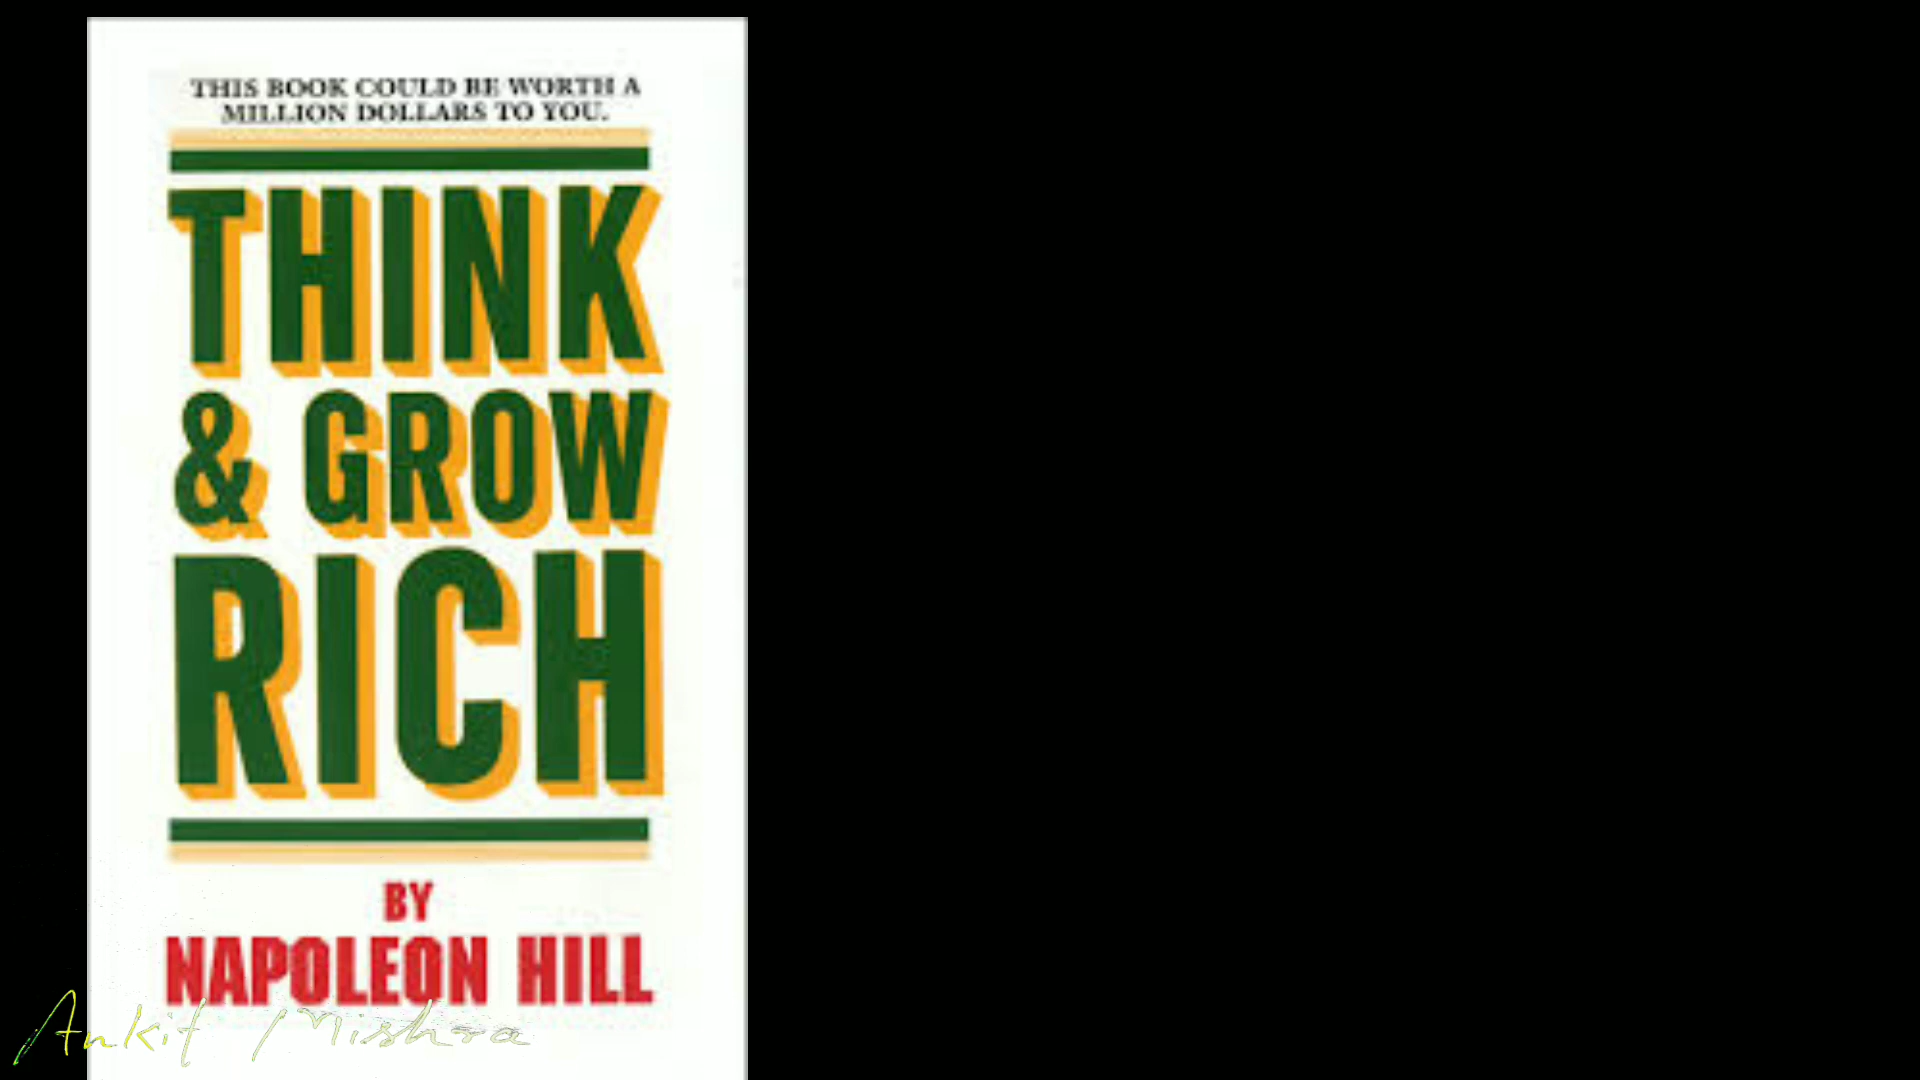 THIS BOOK COULD BE WORTH A
MILLION DOLLARS TO YOU.
THINK
& GROW
RICH
BY
NAPOLEON HILL
Ankit Mishra